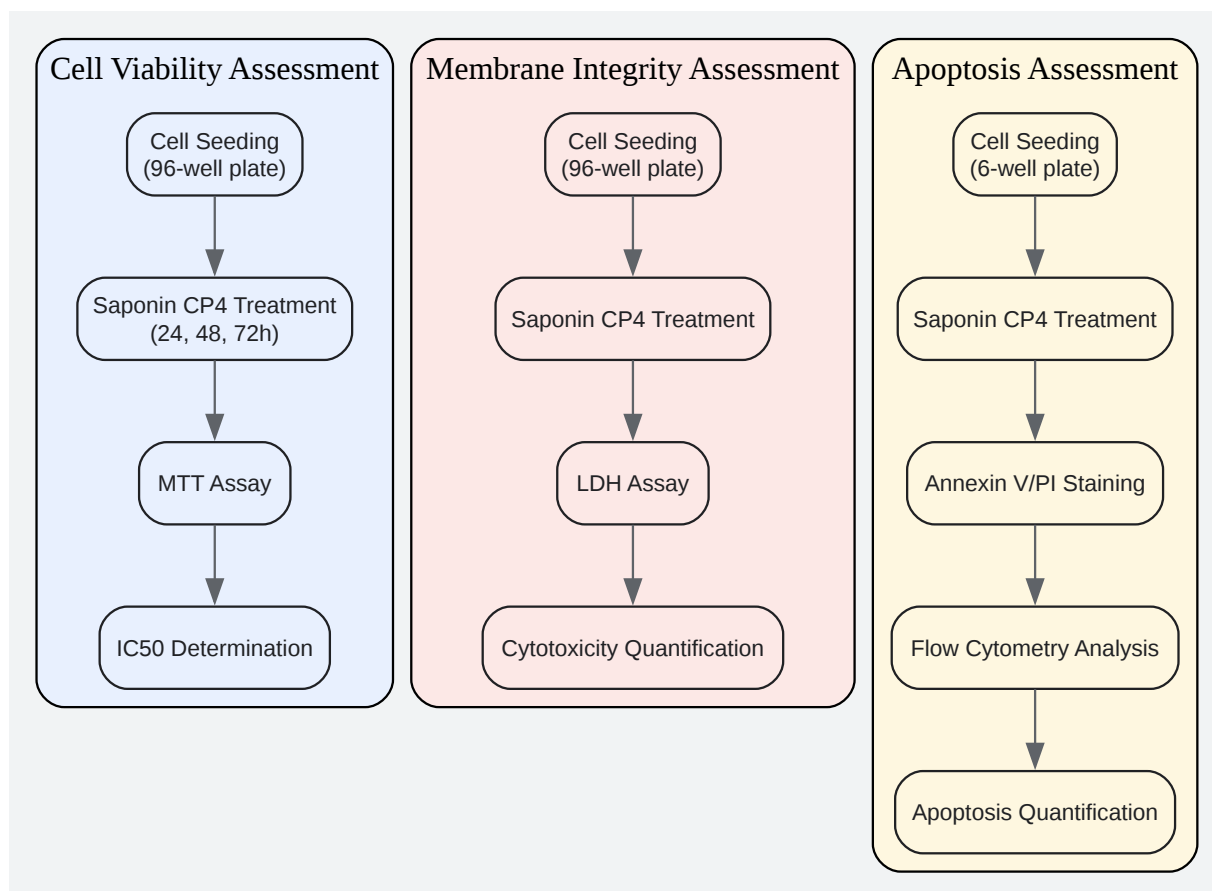 Cell Viability Assessment
Cell Seeding
(96-well plate)
Saponin CP4 Treatment
(24, 48, 72h)
MTT Assay
IC50 Determination
Membrane Integrity Assessment
Cell Seeding
(96-well plate)
Saponin CP4 Treatment
LDH Assay
Cytotoxicity Quantification
Apoptosis Assessment
Cell Seeding
(6-well plate)
Saponin CP4 Treatment
Annexin V/PI Staining
Flow Cytometry Analysis
Apoptosis Quantification